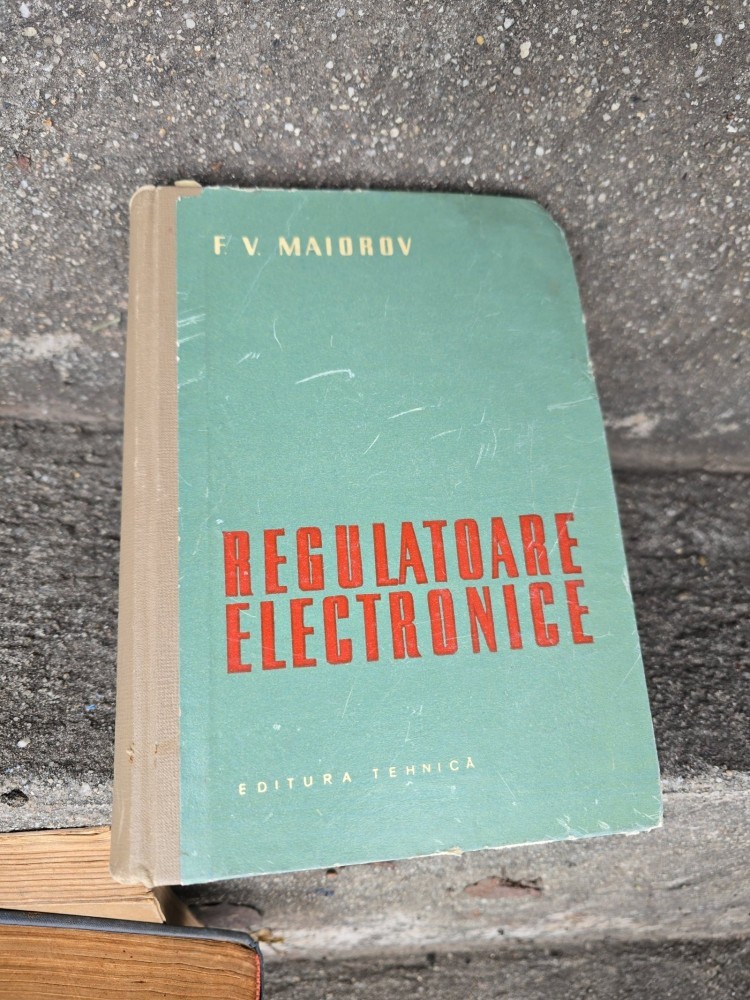 F. V. MAIOROV
REGULATOARE
ELECTRONICE
EDITURA TEHNICĂ